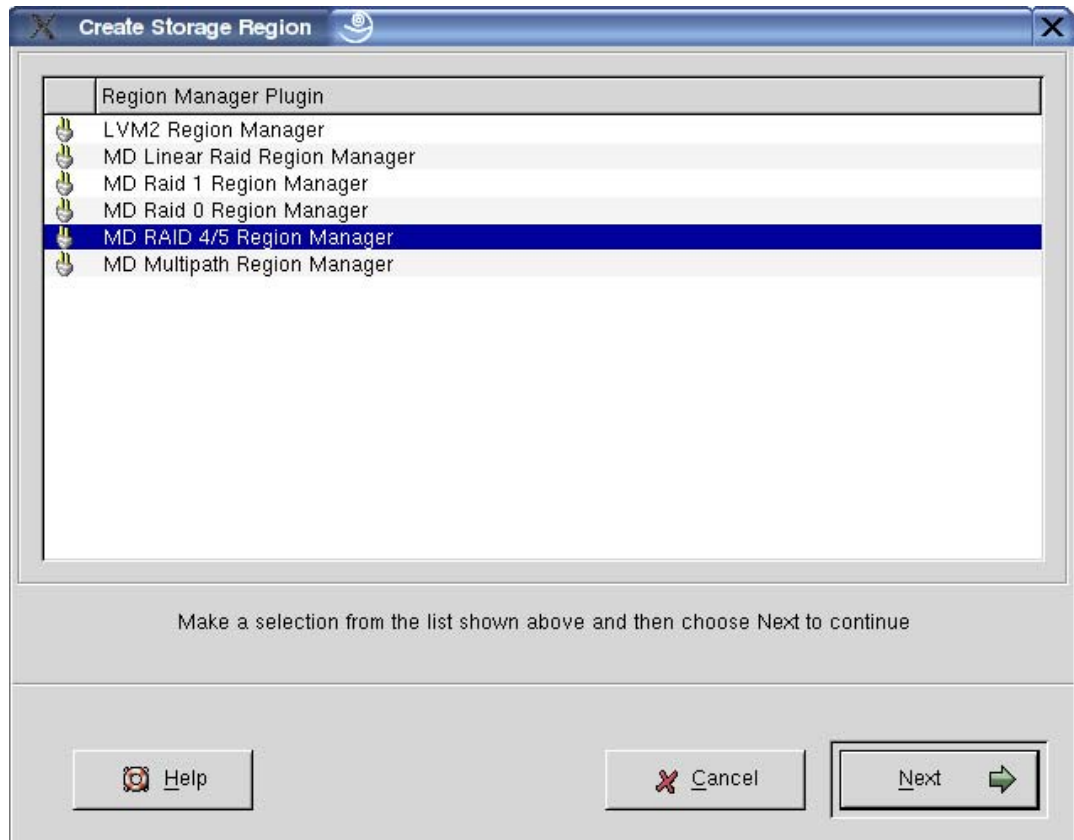 Create Storage Region
Region Manager Plugin
LVM2 Region Manager
MD Linear Raid Region Manager
MD Raid 1 Region Manager
MD Raid 0 Region Manager
MD RAID 4/5 Region Manager
MD Multipath Region Manager
Make a selection from the list shown above and then choose Next to continue
Help
Cancel
Next